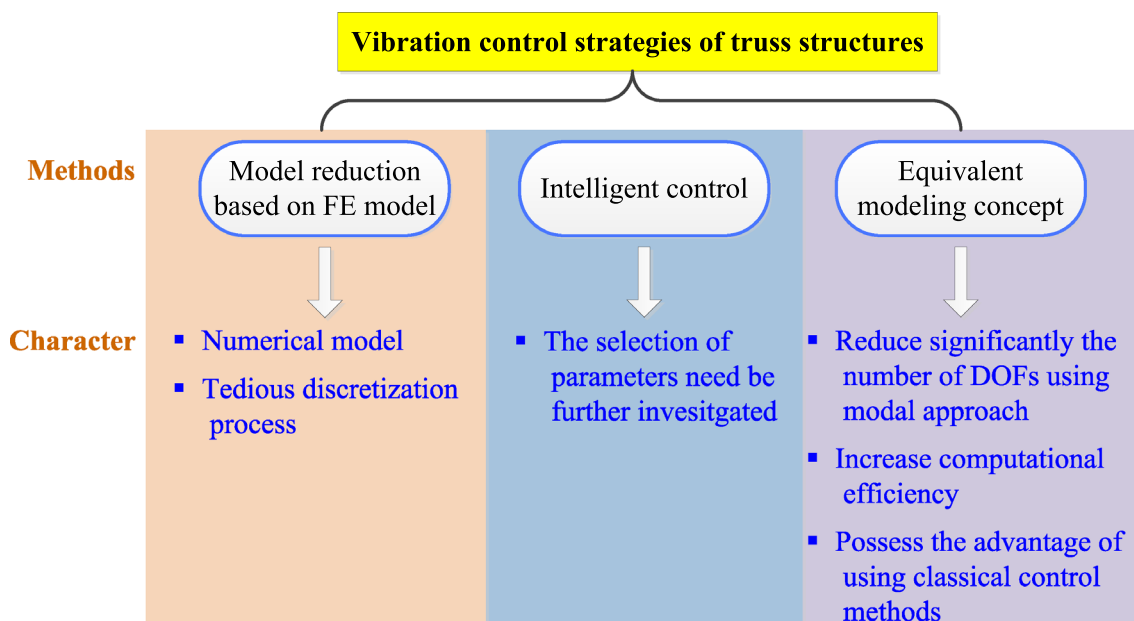 Vibration control strategies of truss structures
Methods
Model reduction
based on FE model
Intelligent control
Equivalent
modeling concept
Character
▪ Numerical model
▪ Tedious discretization
process
▪ The selection of
parameters need be
further invesitgated
▪ Reduce significantly the
number of DOFs using
modal approach
▪ Increase computational
efficiency
▪ Possess the advantage of
using classical control
methods